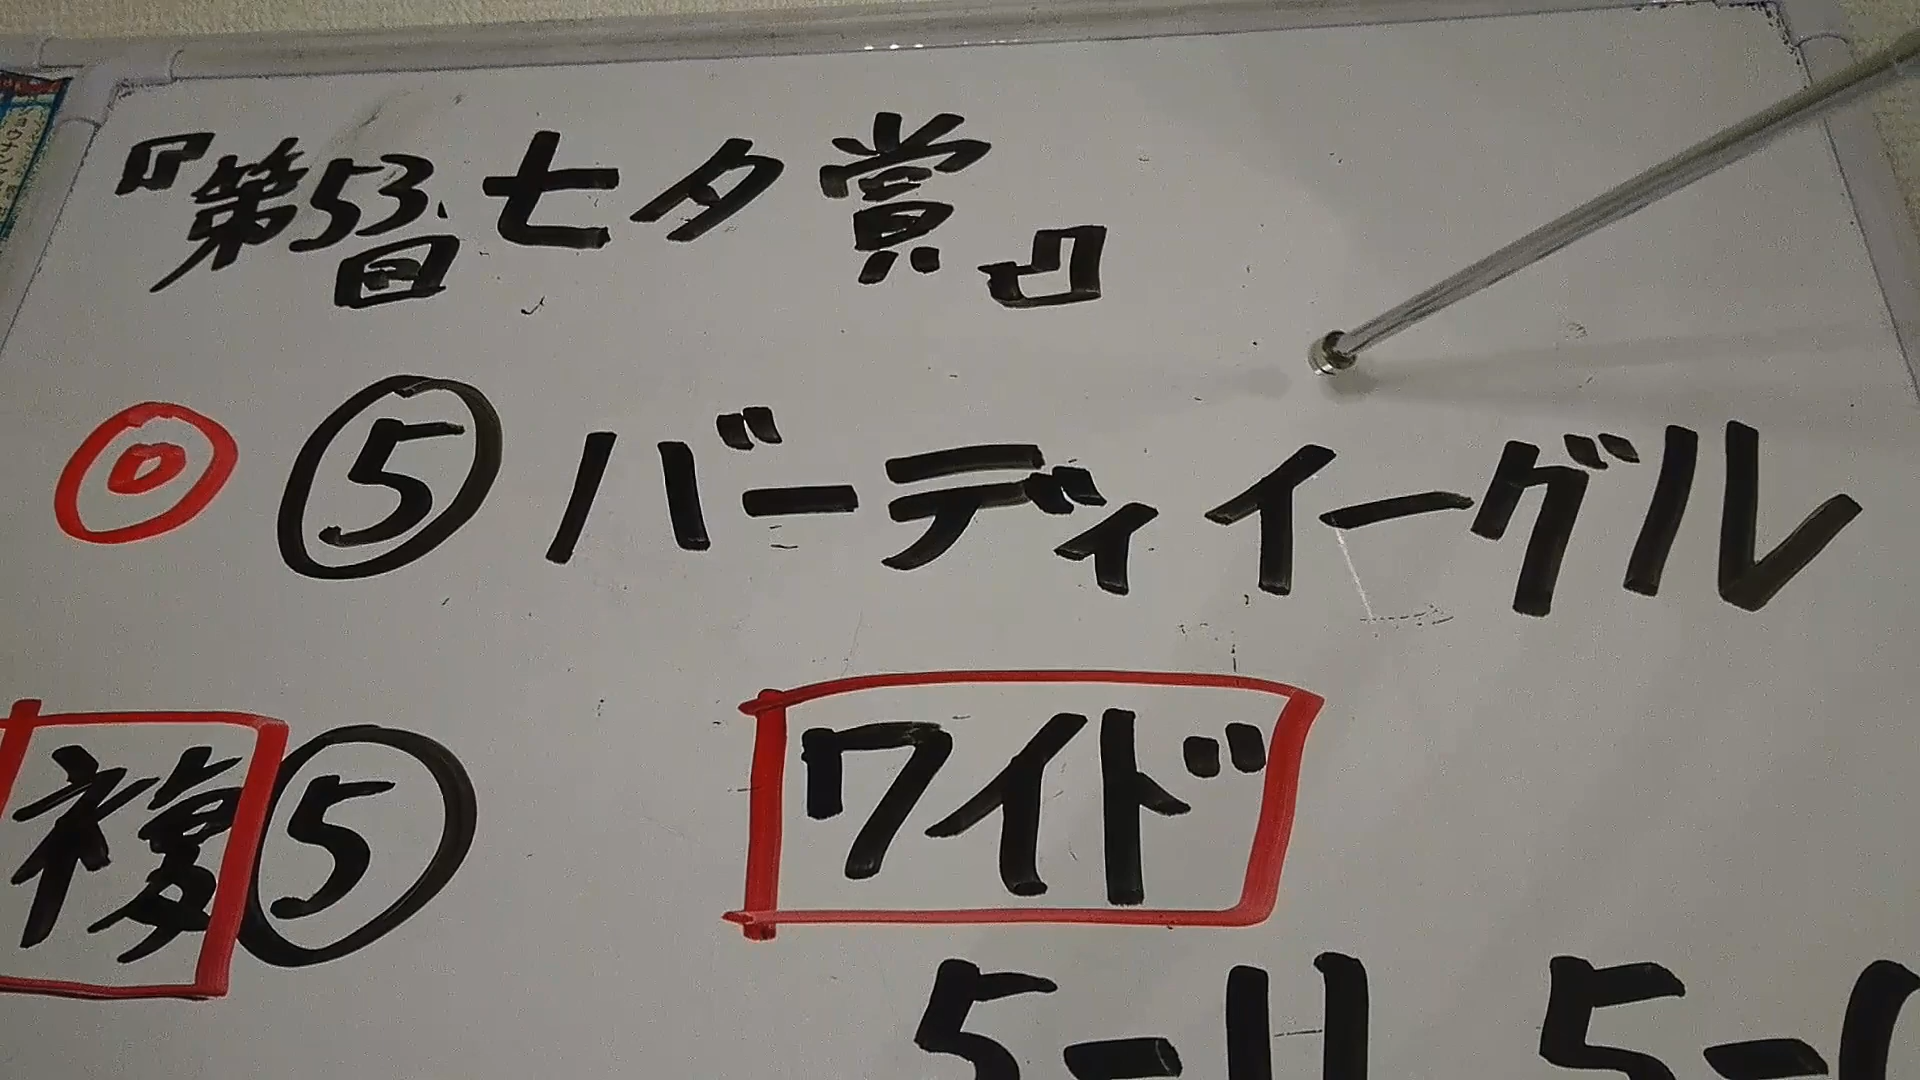 『第53回 七夕賞』
◎ ⑤ バーディイーグル
複 ⑤ ワイド
5-11 5-